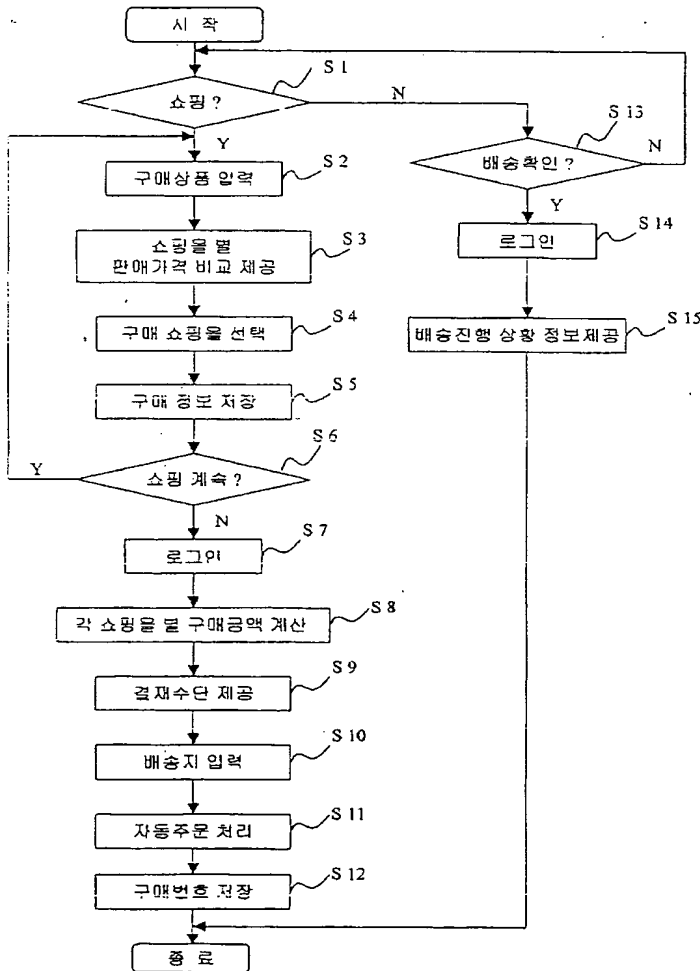 시 작
S 1
쇼핑 ?
N
Y
S 13
배송확인 ?
N
Y
S 2
구매상품 입력
S 14
로그인
S 3
쇼핑몰 별
판매가격 비교 제공
S 4
구매 쇼핑몰 선택
S 15
배송진행 상황 정보제공
S 5
구매 정보 저장
S 6
쇼핑 계속 ?
Y
N
S 7
로그인
S 8
각 쇼핑몰 별 구매금액 계산
S 9
결재수단 제공
S 10
배송지 입력
S 11
자동주문 처리
S 12
구매번호 저장
종 료